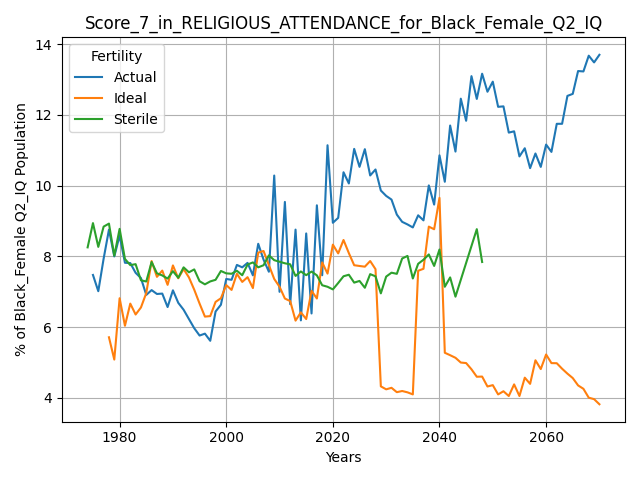 Score_7_in_RELIGIOUS_ATTENDANCE_for_Black_Female_Q2_IQ
Fertility
Actual
Ideal
Sterile
% of Black_Female Q2_IQ Population
14
12
10
8
6
4
1980 2000 2020 2040 2060
Years